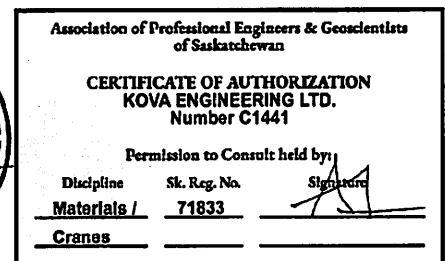 Association of Professional Engineers & Geoscientists
of Saskatchewan
CERTIFICATE OF AUTHORIZATION
KOVA ENGINEERING LTD.
Number C1441
Permission to Consult held by:
Discipline Sk. Reg. No. Signature
Materials / 71833
Cranes